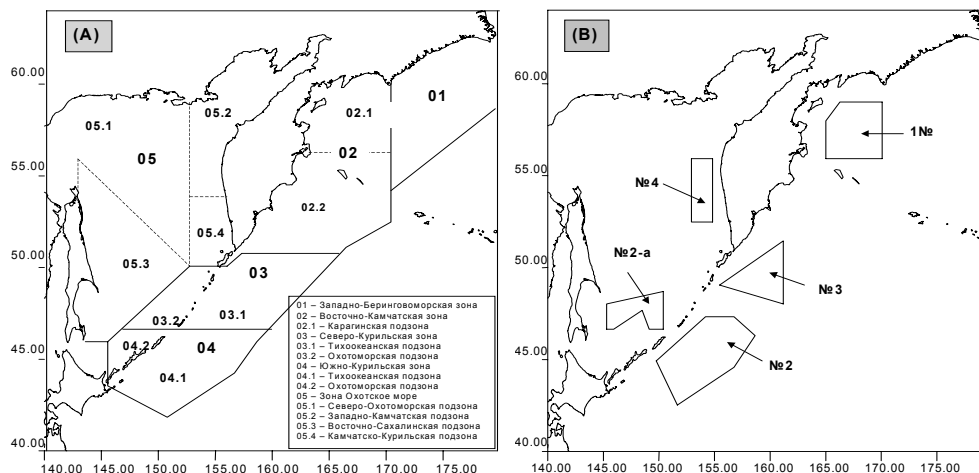 (A)
60.00
55.00
50.00
45.00
40.00
01
05.2
02.1
05.1
05
02
02.2
05.4
05.3
03
03.2
03.1
04.2
04
04.1
01 – Западно-Беринговоморская зона
02 – Восточно-Камчатская зона
02.1 – Карагинская подзона
03 – Северо-Курильская зона
03.1 – Тихоокеанская подзона
03.2 – Охотоморская подзона
04 – Южно-Курильская зона
04.1 – Тихоокеанская подзона
04.2 – Охотоморская подзона
05 – Зона Охотское море
05.1 – Северо-Охотоморская подзона
05.2 – Западно-Камчатская подзона
05.3 – Восточно-Сахалинская подзона
05.4 – Камчатско-Курильская подзона
140.00 145.00 150.00 155.00 160.00 165.00 170.00 175.00
(B)
60.00
55.00
50.00
45.00
40.00
1№
№4
№2-а
№3
№2
140.00 145.00 150.00 155.00 160.00 165.00 170.00 175.00